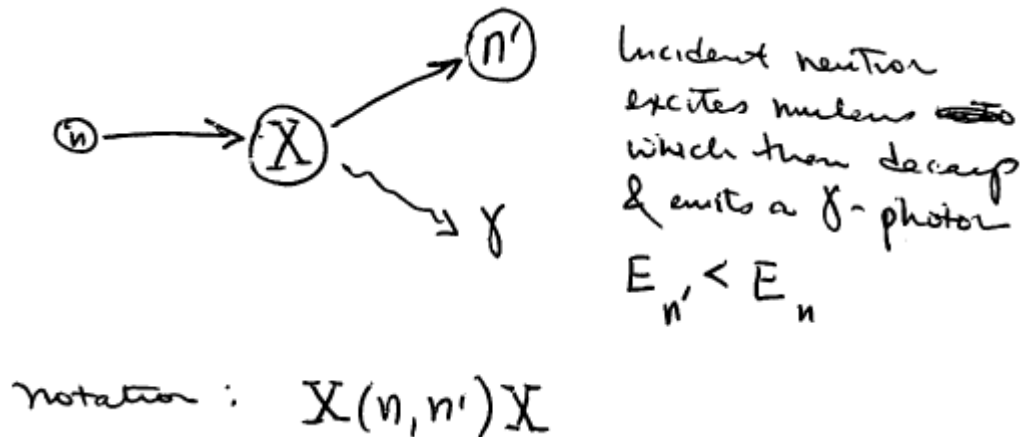 n
X
n'
γ
Incident neutron
excites nucleus
which then decays
& emits a γ-photon
E_n' < E_n
notation : X(n,n')X